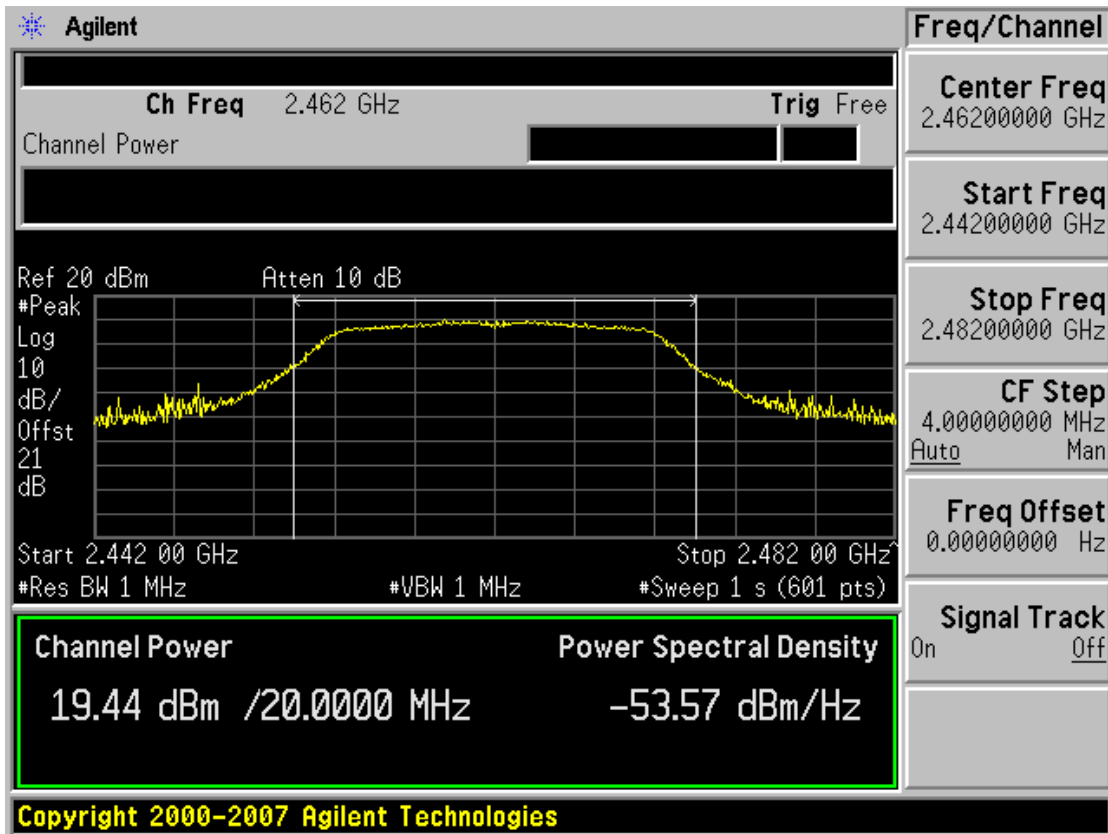 Agilent
Freq/Channel
Ch Freq 2.462 GHz Trig Free
Channel Power
Center Freq
2.46200000 GHz
Start Freq
2.44200000 GHz
Stop Freq
2.48200000 GHz
CF Step
4.00000000 MHz
Auto Man
Freq Offset
0.00000000 Hz
Signal Track
On Off
Ref 20 dBm Atten 10 dB
#Peak
Log
10
dB/
Offst
21
dB
Start 2.442 00 GHz Stop 2.482 00 GHz^
#Res BW 1 MHz #VBW 1 MHz #Sweep 1 s (601 pts)
Channel Power Power Spectral Density
19.44 dBm /20.0000 MHz -53.57 dBm/Hz
Copyright 2000-2007 Agilent Technologies